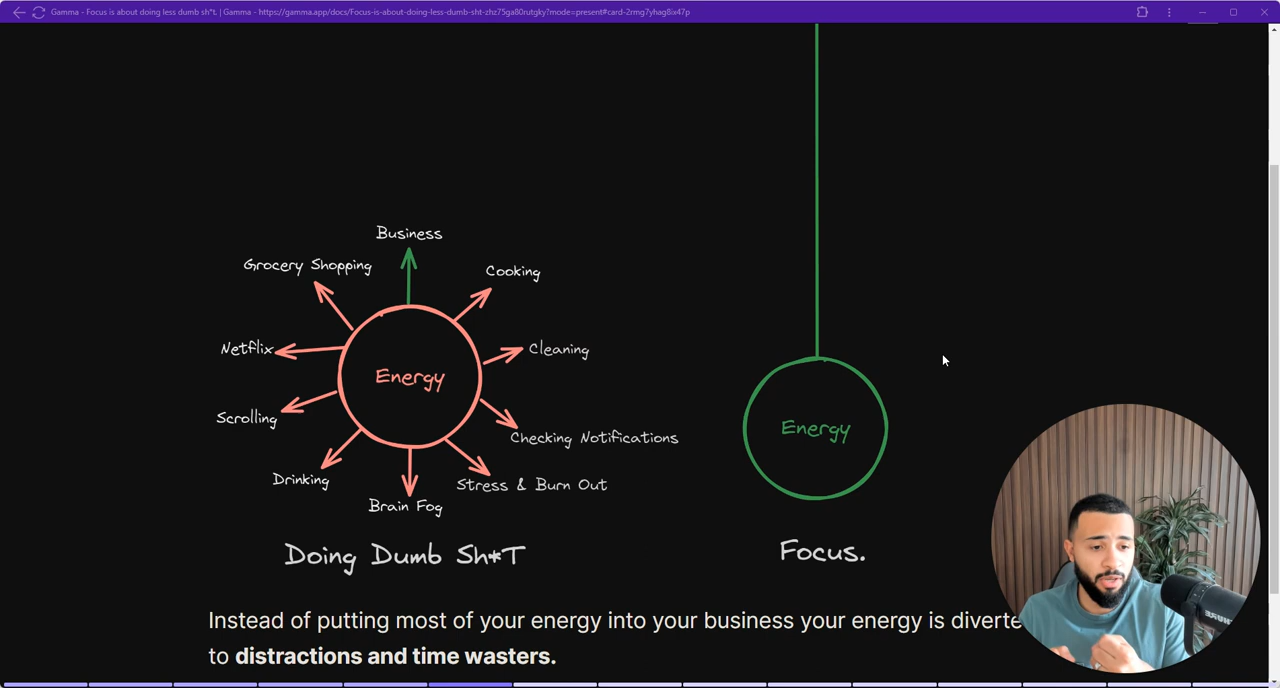 Gamma - Focus is about doing less dumb sh*t. | Gamma - https://gamma.app/docs/Focus-is-about-doing-less-dumb-sht-zhz75ga80rutgky?mode=present#card-2rmg7yhag8ix47p
Business
Grocery Shopping
Cooking
Netflix
Cleaning
Energy
Scrolling
Checking Notifications
Drinking
Stress & Burn Out
Brain Fog
Doing Dumb Sh*T
Energy
Focus.
Instead of putting most of your energy into your business your energy is diverte
to distractions and time wasters.